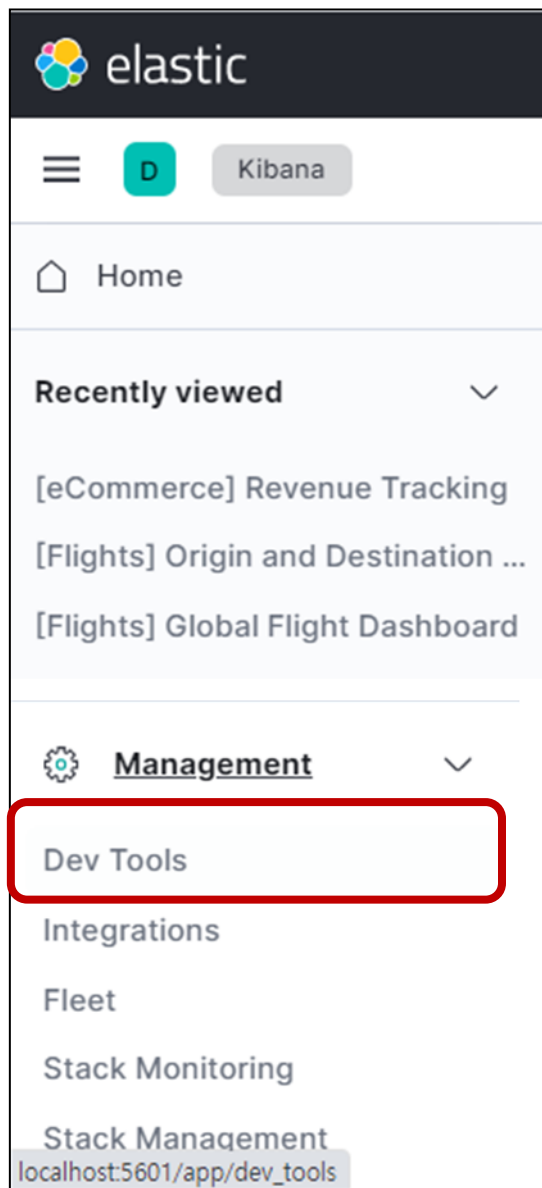 elastic
D Kibana
Home
Recently viewed
[eCommerce] Revenue Tracking
[Flights] Origin and Destination ...
[Flights] Global Flight Dashboard
Management
Dev Tools
Integrations
Fleet
Stack Monitoring
Stack Management
localhost:5601/app/dev_tools